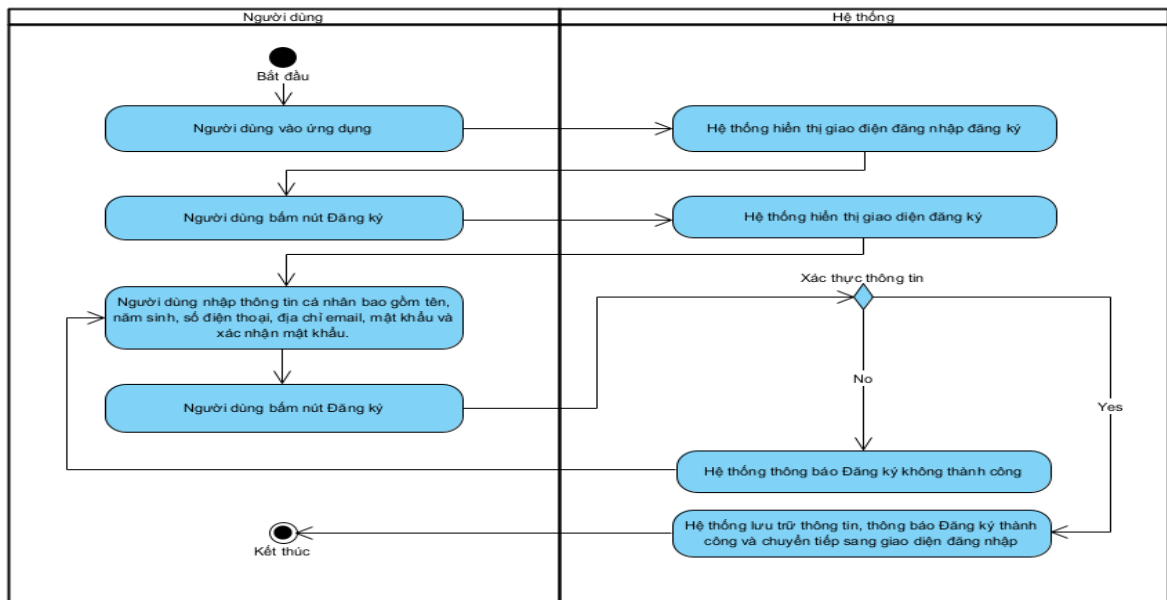 Người dùng
Hệ thống
Bắt đầu
Người dùng vào ứng dụng
Hệ thống hiển thị giao điện đăng nhập đăng ký
Người dùng bấm nút Đăng ký
Hệ thống hiển thị giao diện đăng ký
Xác thực thông tin
Người dùng nhập thông tin cá nhân bao gồm tên,
năm sinh, số điện thoại, địa chỉ email, mật khẩu và
xác nhận mật khẩu.
No
Người dùng bấm nút Đăng ký
Yes
Hệ thống thông báo Đăng ký không thành công
Hệ thống lưu trữ thông tin, thông báo Đăng ký thành
công và chuyển tiếp sang giao diện đăng nhập
Kết thúc